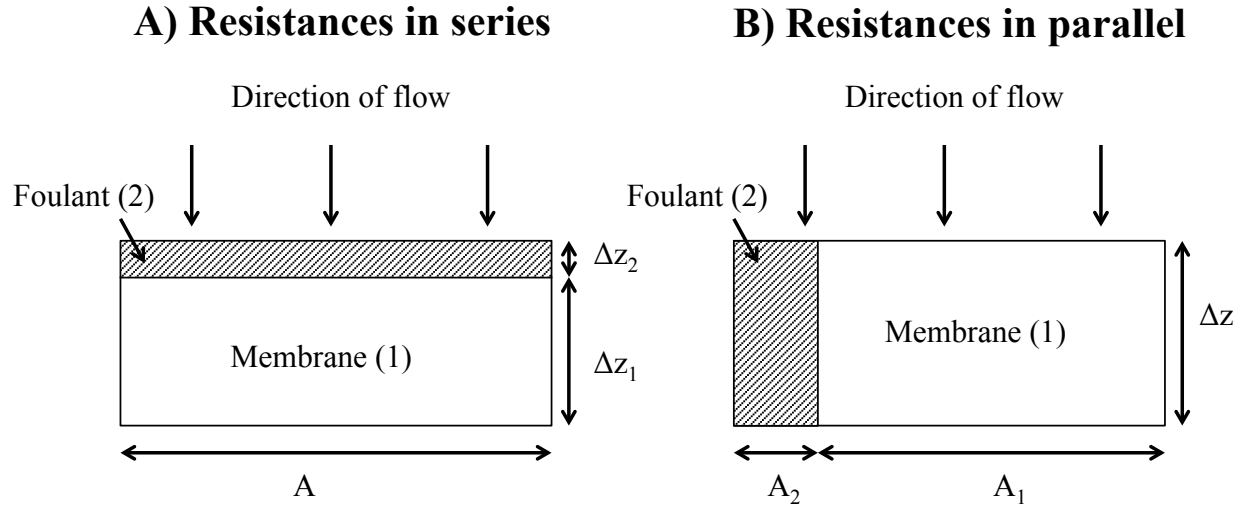 A) Resistances in series
Direction of flow
Foulant (2)
Δz₂
Membrane (1)
Δz₁
A
B) Resistances in parallel
Direction of flow
Foulant (2)
Membrane (1)
Δz
A₂
A₁